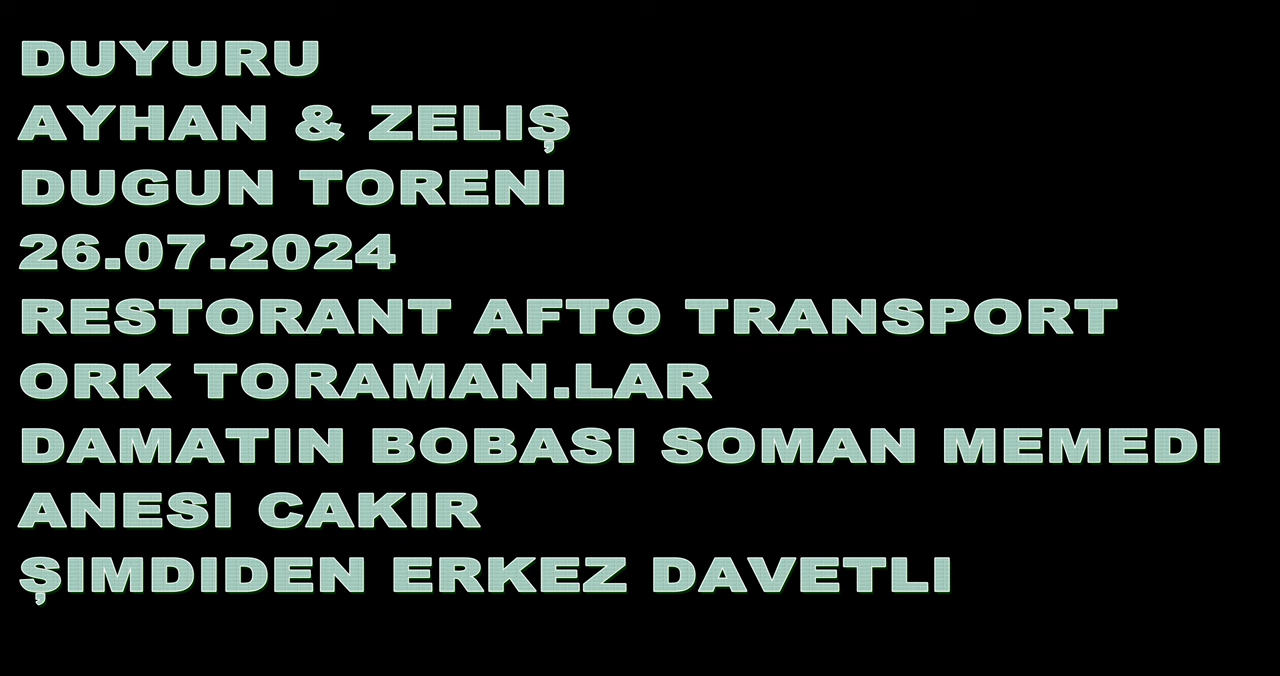 DUYURU
AYHAN & ZELIŞ
DUGUN TORENI
26.07.2024
RESTORANT AFTO TRANSPORT
ORK TORAMAN.LAR
DAMATIN BOBASI SOMAN MEMEDI
ANESI CAKIR
ŞIMDIDEN ERKEZ DAVETLI